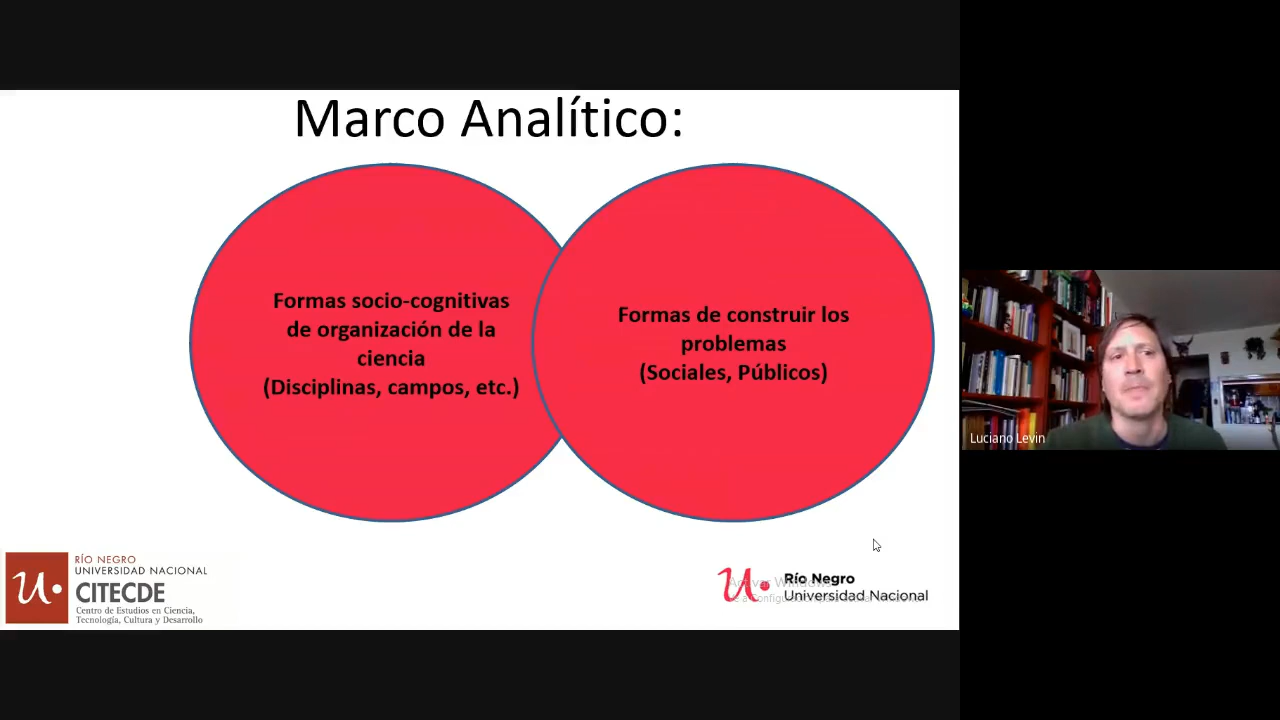 Marco Analítico:
Formas socio-cognitivas
de organización de la
ciencia
(Disciplinas, campos, etc.)
Formas de construir los
problemas
(Sociales, Públicos)
Luciano Levin
RÍO NEGRO
UNIVERSIDAD NACIONAL
CITECDE
Centro de Estudios en Ciencia,
Tecnología, Cultura y Desarrollo
Río Negro
Universidad Nacional
Activar Windows